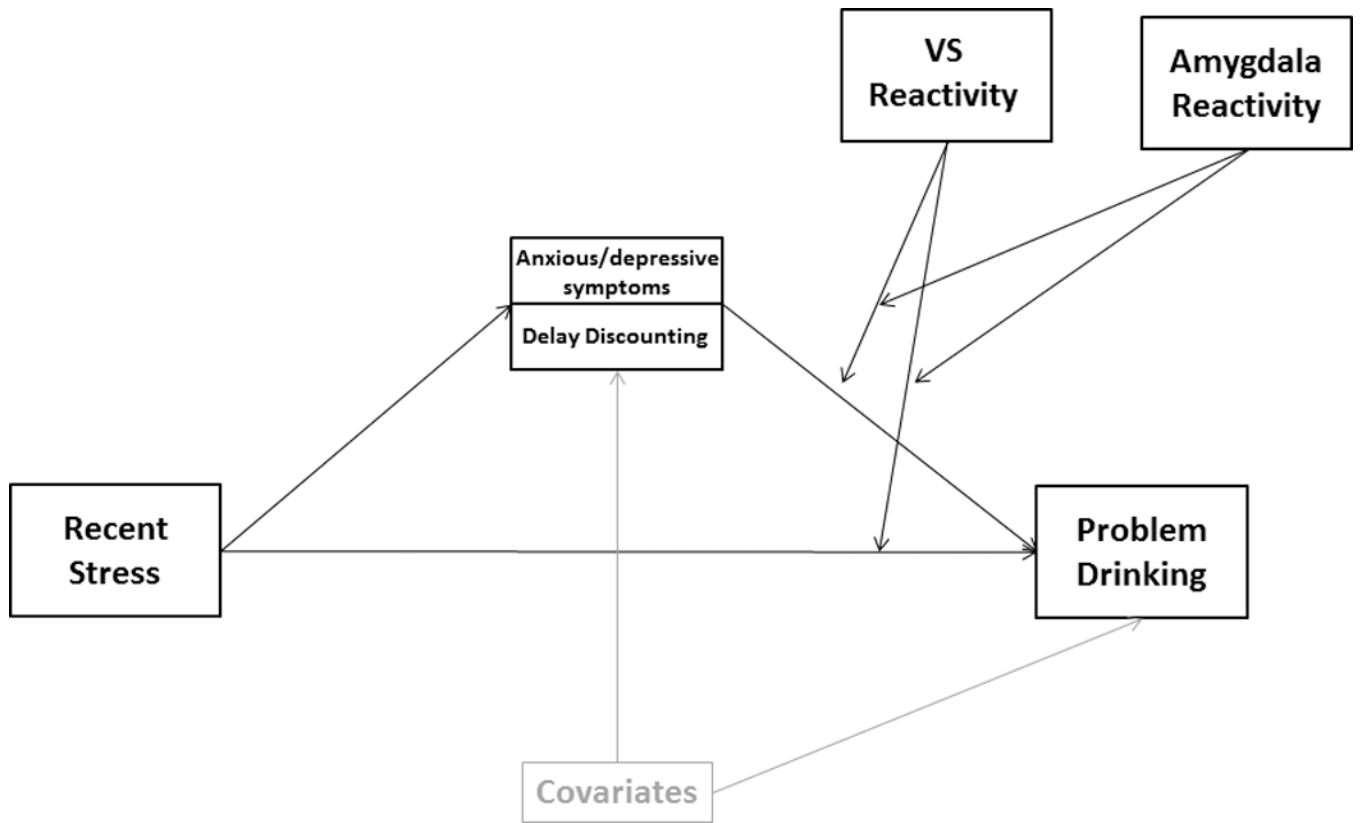 VS
Reactivity
Amygdala
Reactivity
Anxious/depressive
symptoms
Delay Discounting
Recent
Stress
Problem
Drinking
Covariates